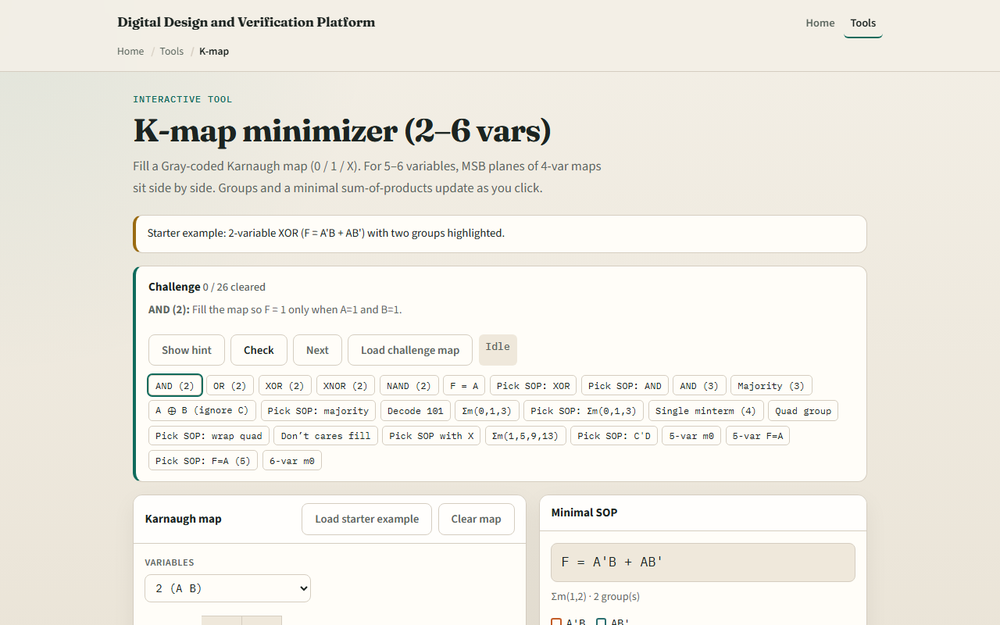 Digital Design and Verification Platform
Home Tools
Home / Tools / K-map
INTERACTIVE TOOL
K-map minimizer (2–6 vars)
Fill a Gray-coded Karnaugh map (0 / 1 / X). For 5–6 variables, MSB planes of 4-var maps
sit side by side. Groups and a minimal sum-of-products update as you click.
Starter example: 2-variable XOR (F = A'B + AB') with two groups highlighted.
Challenge 0 / 26 cleared
AND (2): Fill the map so F = 1 only when A=1 and B=1.
Show hint Check Next Load challenge map Idle
AND (2) OR (2) XOR (2) XNOR (2) NAND (2) F = A Pick SOP: XOR Pick SOP: AND AND (3) Majority (3)
A ⊕ B (ignore C) Pick SOP: majority Decode 101 Σm(0,1,3) Pick SOP: Σm(0,1,3) Single minterm (4) Quad group
Pick SOP: wrap quad Don’t cares fill Pick SOP with X Σm(1,5,9,13) Pick SOP: C'D 5-var m0 5-var F=A
Pick SOP: F=A (5) 6-var m0
Karnaugh map Load starter example Clear map
VARIABLES
2 (A B)
Minimal SOP
F = A'B + AB'
Σm(1,2) · 2 group(s)
A'B AB'